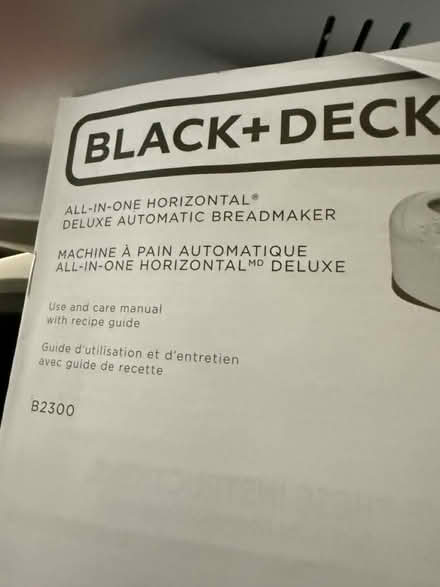 BLACK+DECK
ALL-IN-ONE HORIZONTAL®
DELUXE AUTOMATIC BREADMAKER
MACHINE À PAIN AUTOMATIQUE
ALL-IN-ONE HORIZONTALᴹᴰ DELUXE
Use and care manual
with recipe guide
Guide d'utilisation et d'entretien
avec guide de recette
B2300